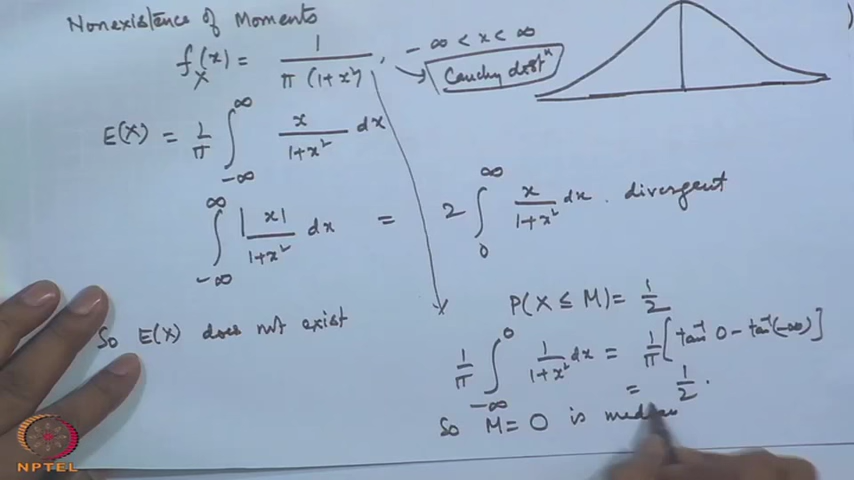 Nonexistence of Moments
f_X(x) = 1 / π(1+x²), -∞ < x < ∞
Cauchy distⁿ
E(X) = 1/π ∫_{-∞}^{∞} x/(1+x²) dx
∫_{-∞}^{∞} |x|/(1+x²) dx = 2 ∫_0^∞ x/(1+x²) dx . divergent
So E(X) does not exist
P(X ≤ M) = 1/2
1/π ∫_{-∞}^0 1/(1+x²) dx = 1/π [tan⁻¹ 0 - tan⁻¹(-∞)]
= 1/2 .
So M = 0 is median
NPTEL